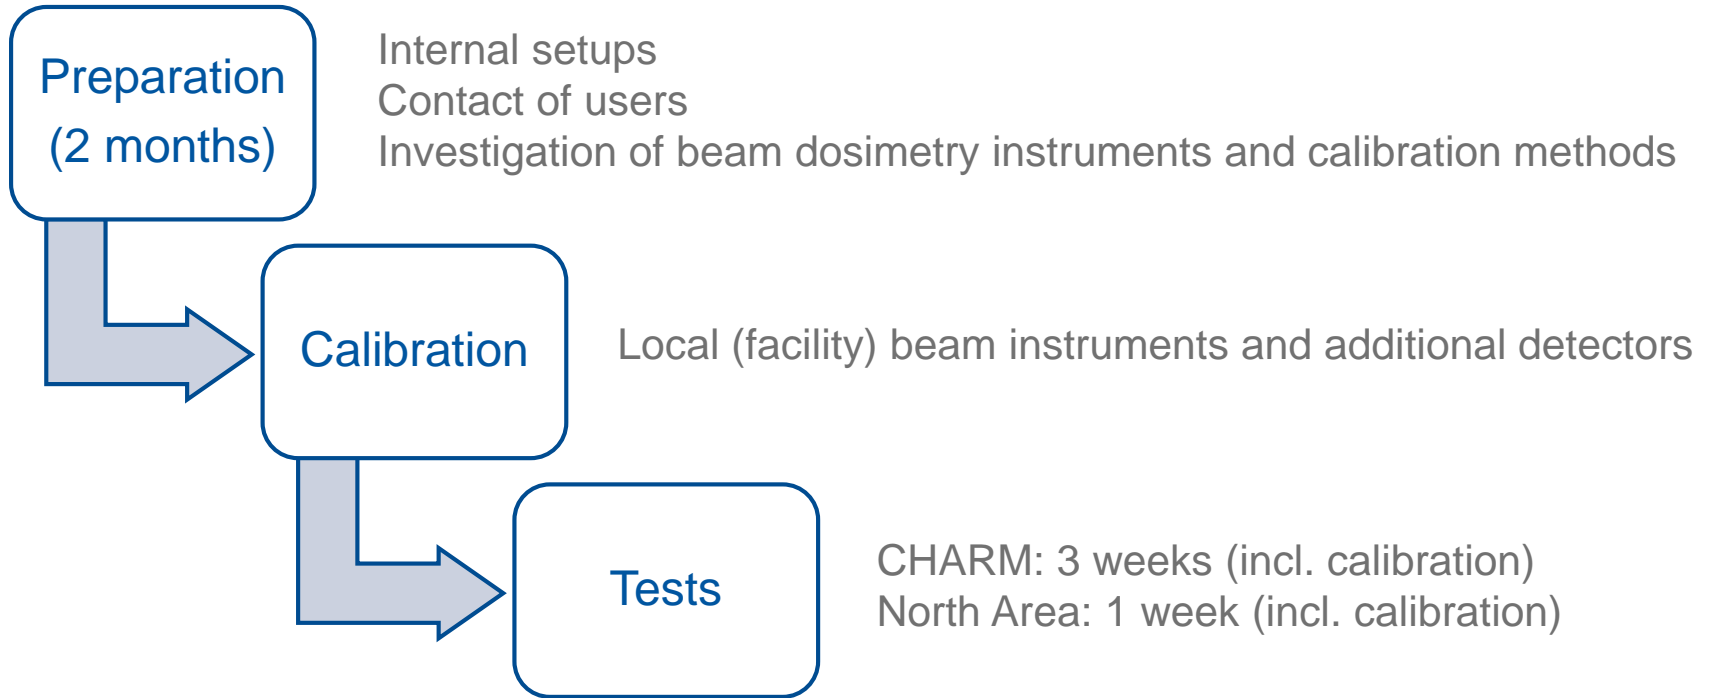 Preparation
(2 months)
Internal setups
Contact of users
Investigation of beam dosimetry instruments and calibration methods
Calibration
Local (facility) beam instruments and additional detectors
Tests
CHARM: 3 weeks (incl. calibration)
North Area: 1 week (incl. calibration)